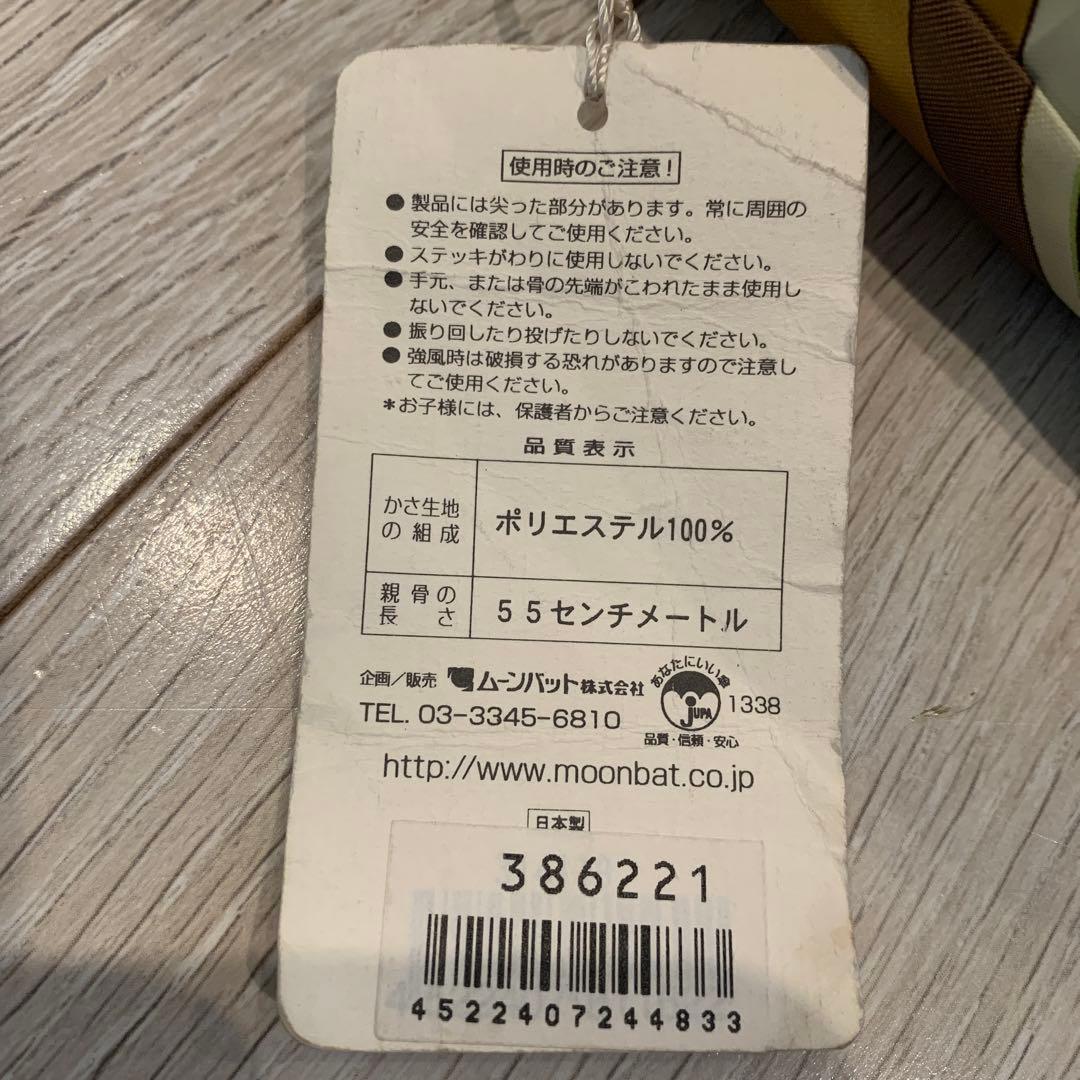 使用時のご注意!
● 製品には尖った部分があります。常に周囲の
安全を確認してご使用ください。
● ステッキがわりに使用しないでください。
● 手元、または骨の先端がこわれたまま使用し
ないでください。
● 振り回したり投げたりしないでください。
● 強風時は破損する恐れがありますので注意し
てご使用ください。
*お子様には、保護者からご注意ください。
品質表示
かさ生地
の組成
ポリエステル100%
親骨の
長さ
55センチメートル
企画/販売 ムーンバット株式会社
TEL. 03-3345-6810
あなたにいい傘
JUPA
1338
品質・信頼・安心
http://www.moonbat.co.jp
日本製
386221
4522407244833